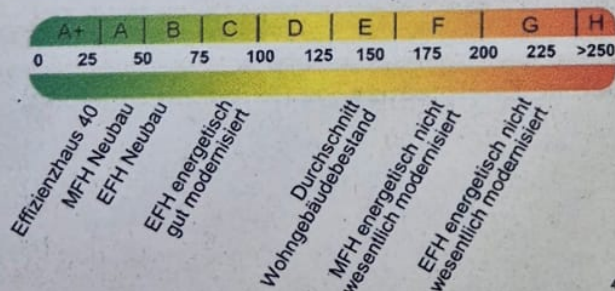 A+ A B C D E F G H
0 25 50 75 100 125 150 175 200 225 >250
Effizienzhaus 40
MFH Neubau
EFH Neubau
EFH energetisch
gut modernisiert
Durchschnitt
Wohngebäudebestand
MFH energetisch nicht
wesentlich modernisiert
EFH energetisch nicht
wesentlich modernisiert